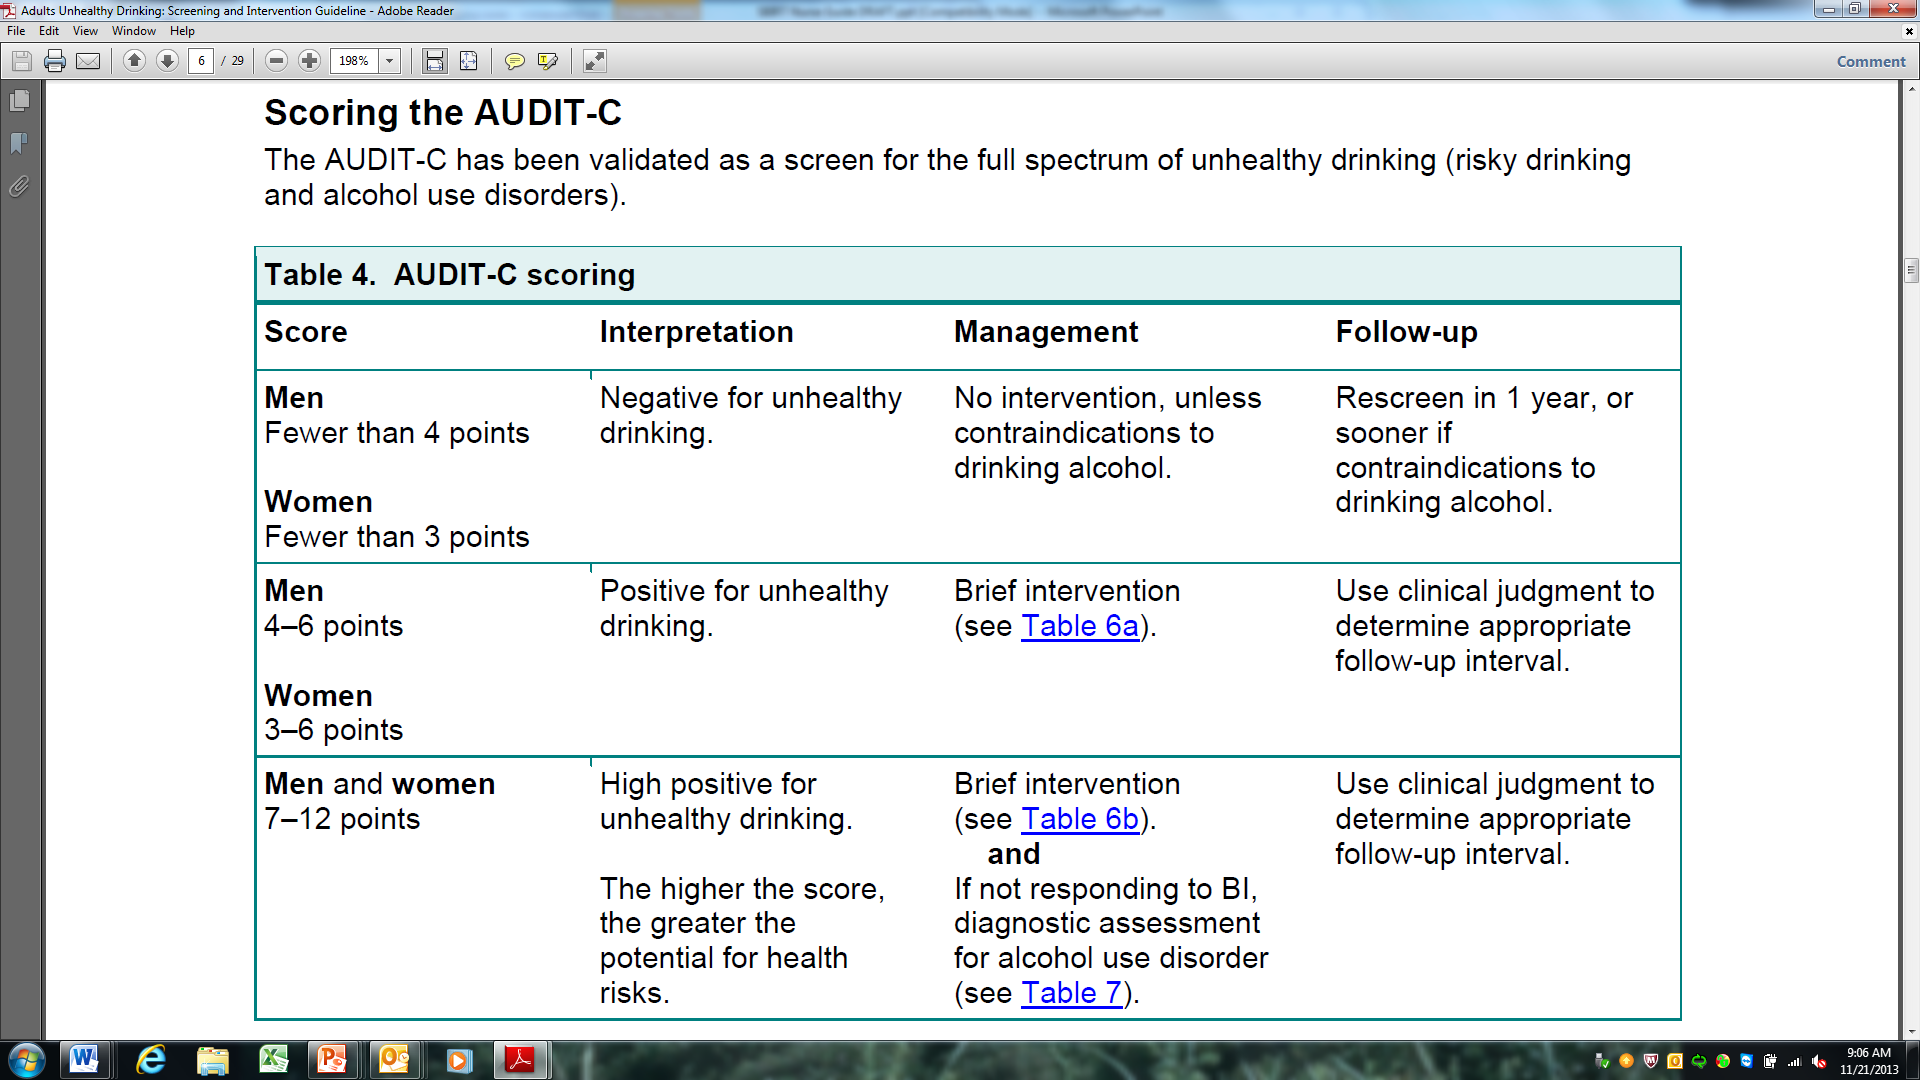 Adults Unhealthy Drinking: Screening and Intervention Guideline - Adobe Reader
File Edit View Window Help
6 / 29
198%
Comment
Scoring the AUDIT-C
The AUDIT-C has been validated as a screen for the full spectrum of unhealthy drinking (risky drinking
and alcohol use disorders).
Table 4. AUDIT-C scoring
Score Interpretation Management Follow-up
Men
Fewer than 4 points
Women
Fewer than 3 points
Negative for unhealthy
drinking.
No intervention, unless
contraindications to
drinking alcohol.
Rescreen in 1 year, or
sooner if
contraindications to
drinking alcohol.
Men
4–6 points
Women
3–6 points
Positive for unhealthy
drinking.
Brief intervention
(see Table 6a).
Use clinical judgment to
determine appropriate
follow-up interval.
Men and women
7–12 points
High positive for
unhealthy drinking.
The higher the score,
the greater the
potential for health
risks.
Brief intervention
(see Table 6b).
and
If not responding to BI,
diagnostic assessment
for alcohol use disorder
(see Table 7).
Use clinical judgment to
determine appropriate
follow-up interval.
9:06 AM
11/21/2013